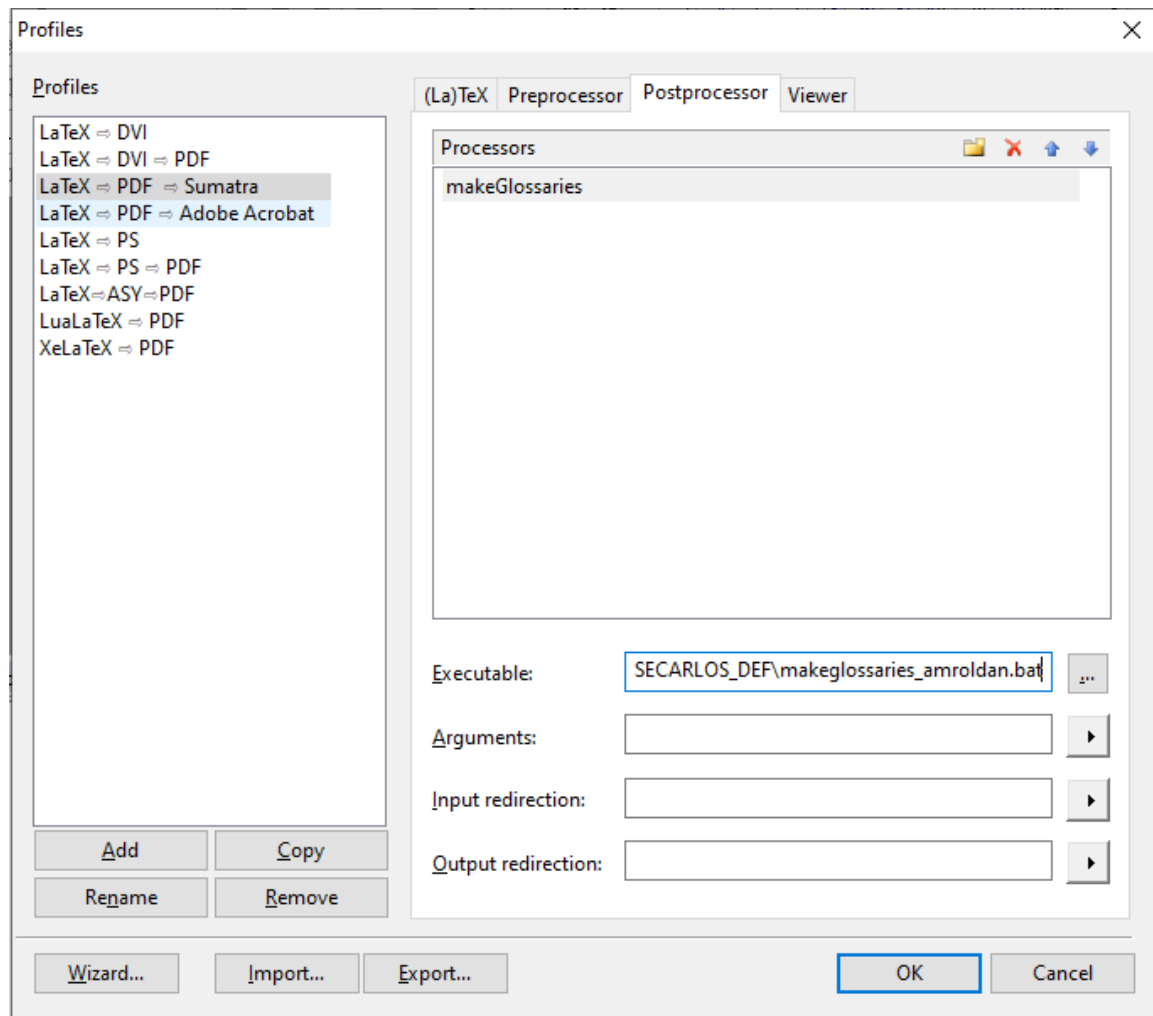 Profiles
Profiles
LaTeX ⇨ DVI
LaTeX ⇨ DVI ⇨ PDF
LaTeX ⇨ PDF ⇨ Sumatra
LaTeX ⇨ PDF ⇨ Adobe Acrobat
LaTeX ⇨ PS
LaTeX ⇨ PS ⇨ PDF
LaTeX⇨ASY⇨PDF
LuaLaTeX ⇨ PDF
XeLaTeX ⇨ PDF
Add Copy
Rename Remove
(La)TeX Preprocessor Postprocessor Viewer
Processors
makeGlossaries
Executable: SECARLOS_DEF\makeglossaries_amroldan.bat ...
Arguments:
Input redirection:
Output redirection:
Wizard... Import... Export... OK Cancel